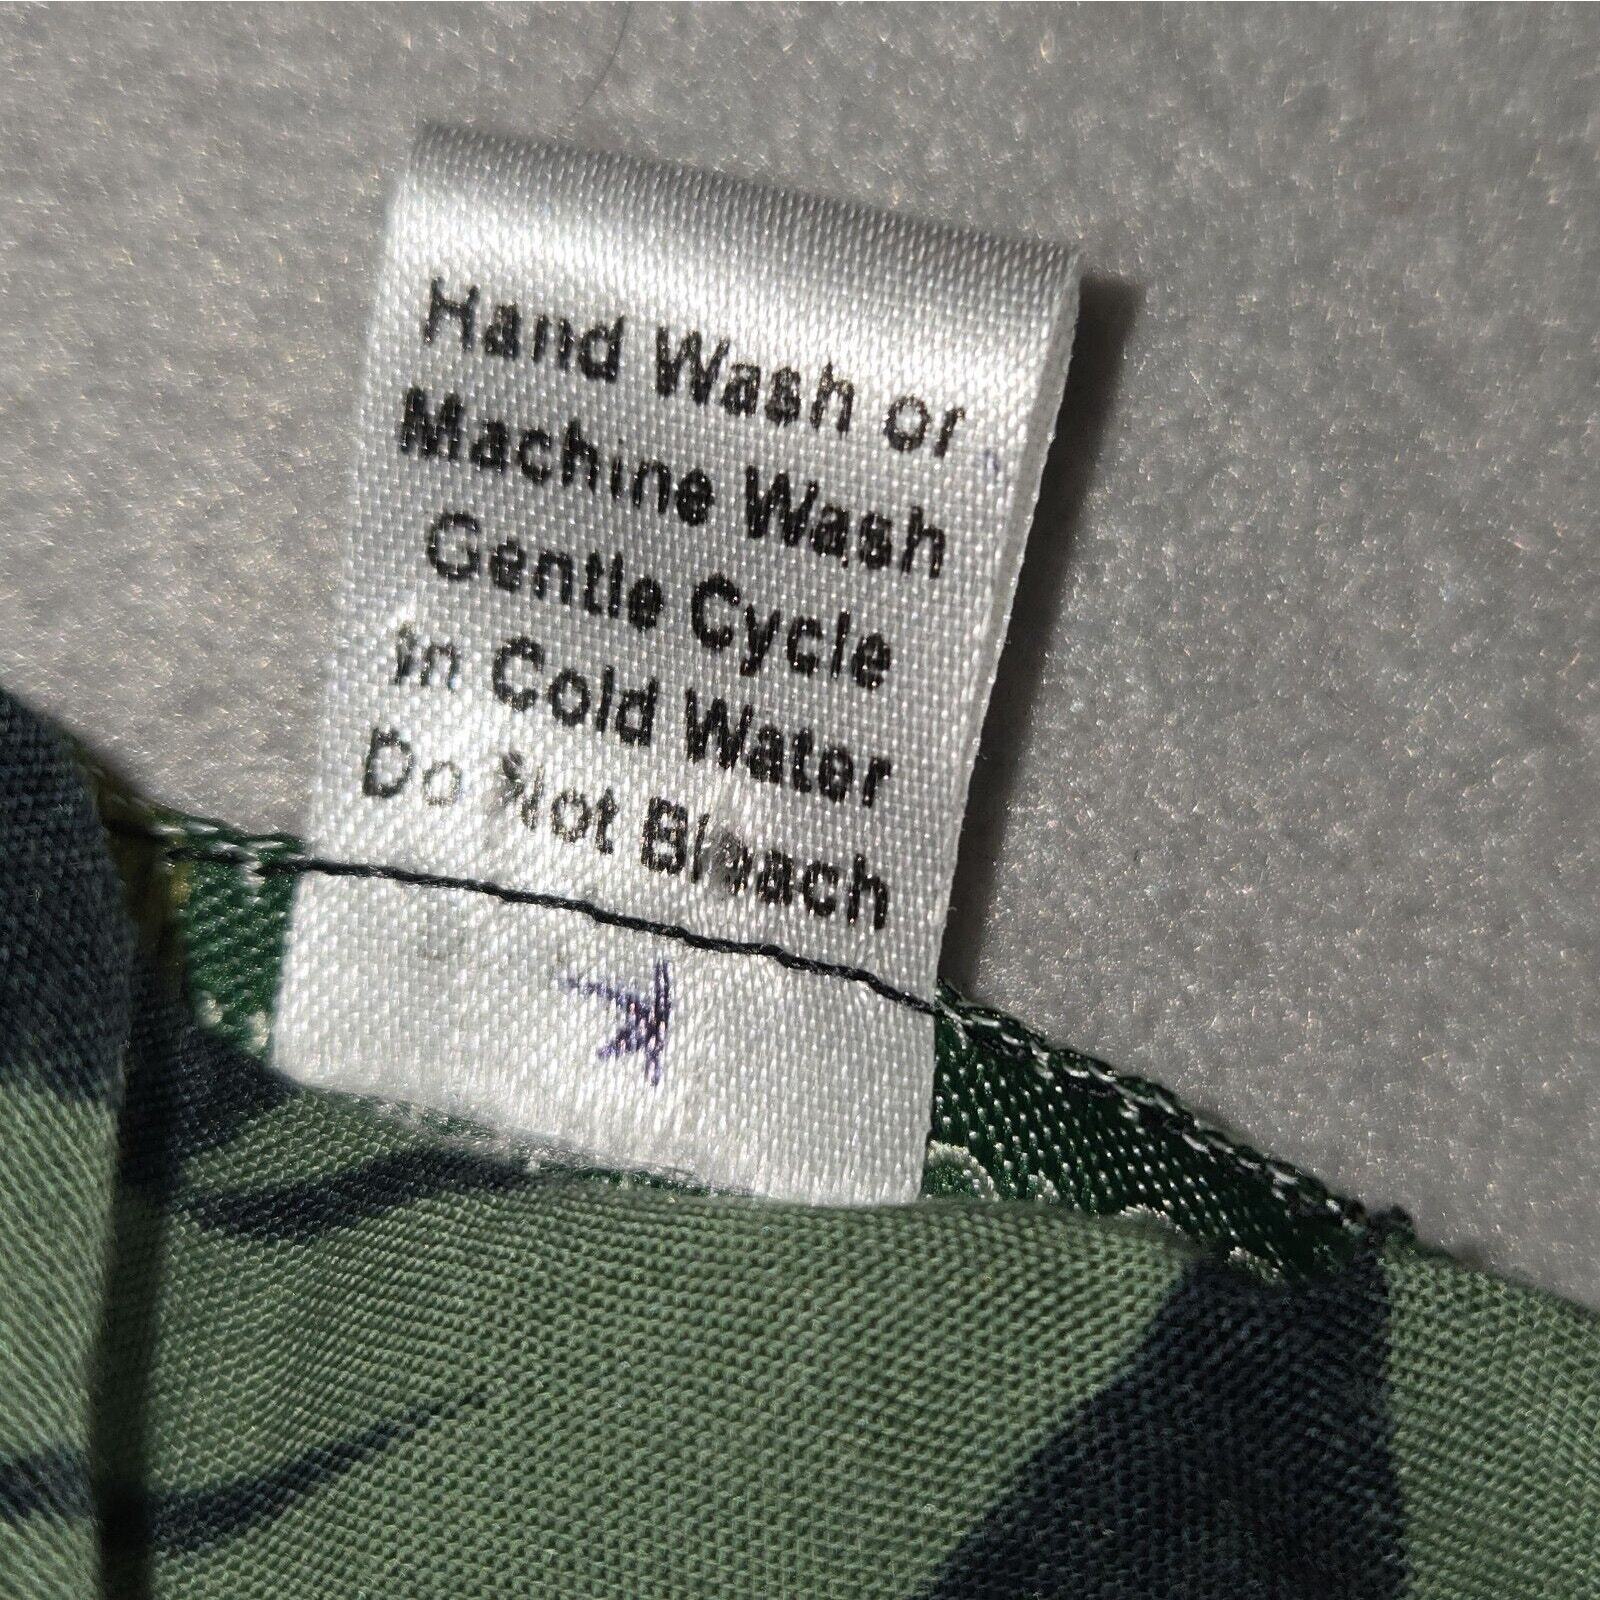 Hand Wash or
Machine Wash
Gentle Cycle
in Cold Water
Do Not Bleach